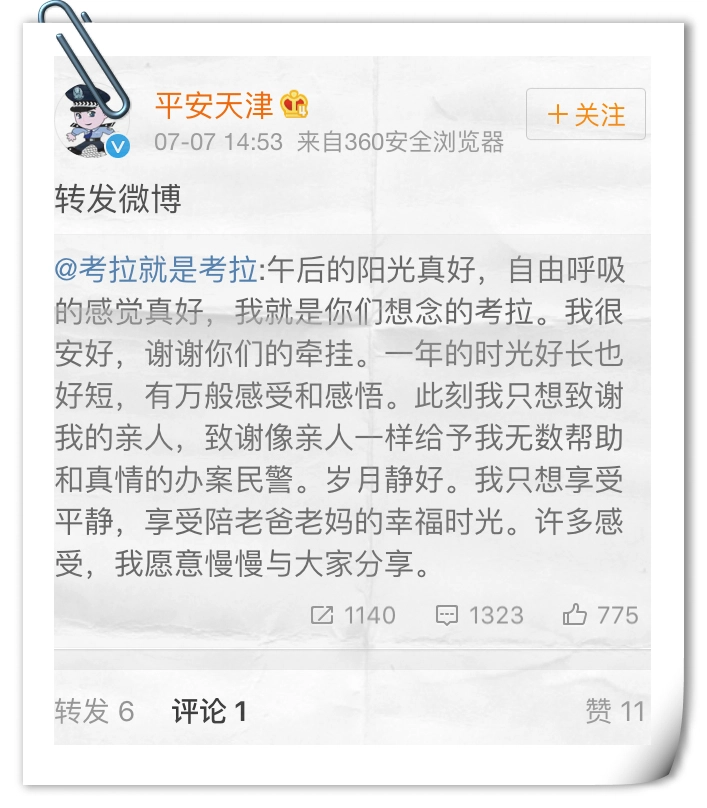 平安天津
+关注
07-07 14:53 来自360安全浏览器
转发微博
@考拉就是考拉:午后的阳光真好，自由呼吸
的感觉真好，我就是你们想念的考拉。我很
安好，谢谢你们的牵挂。一年的时光好长也
好短，有万般感受和感悟。此刻我只想致谢
我的亲人，致谢像亲人一样给予我无数帮助
和真情的办案民警。岁月静好。我只想享受
平静，享受陪老爸老妈的幸福时光。许多感
受，我愿意慢慢与大家分享。
1140 1323 775
转发 6 评论 1 赞 11